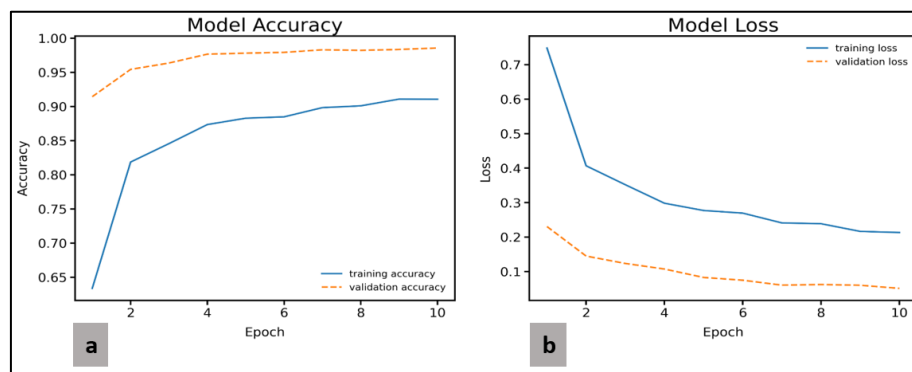 Model Accuracy
1.00
0.95
0.90
0.85
0.80
0.75
0.70
0.65
Accuracy
training accuracy
validation accuracy
2 4 6 8 10
Epoch
a
Model Loss
0.7
0.6
0.5
0.4
0.3
0.2
0.1
Loss
training loss
validation loss
2 4 6 8 10
Epoch
b